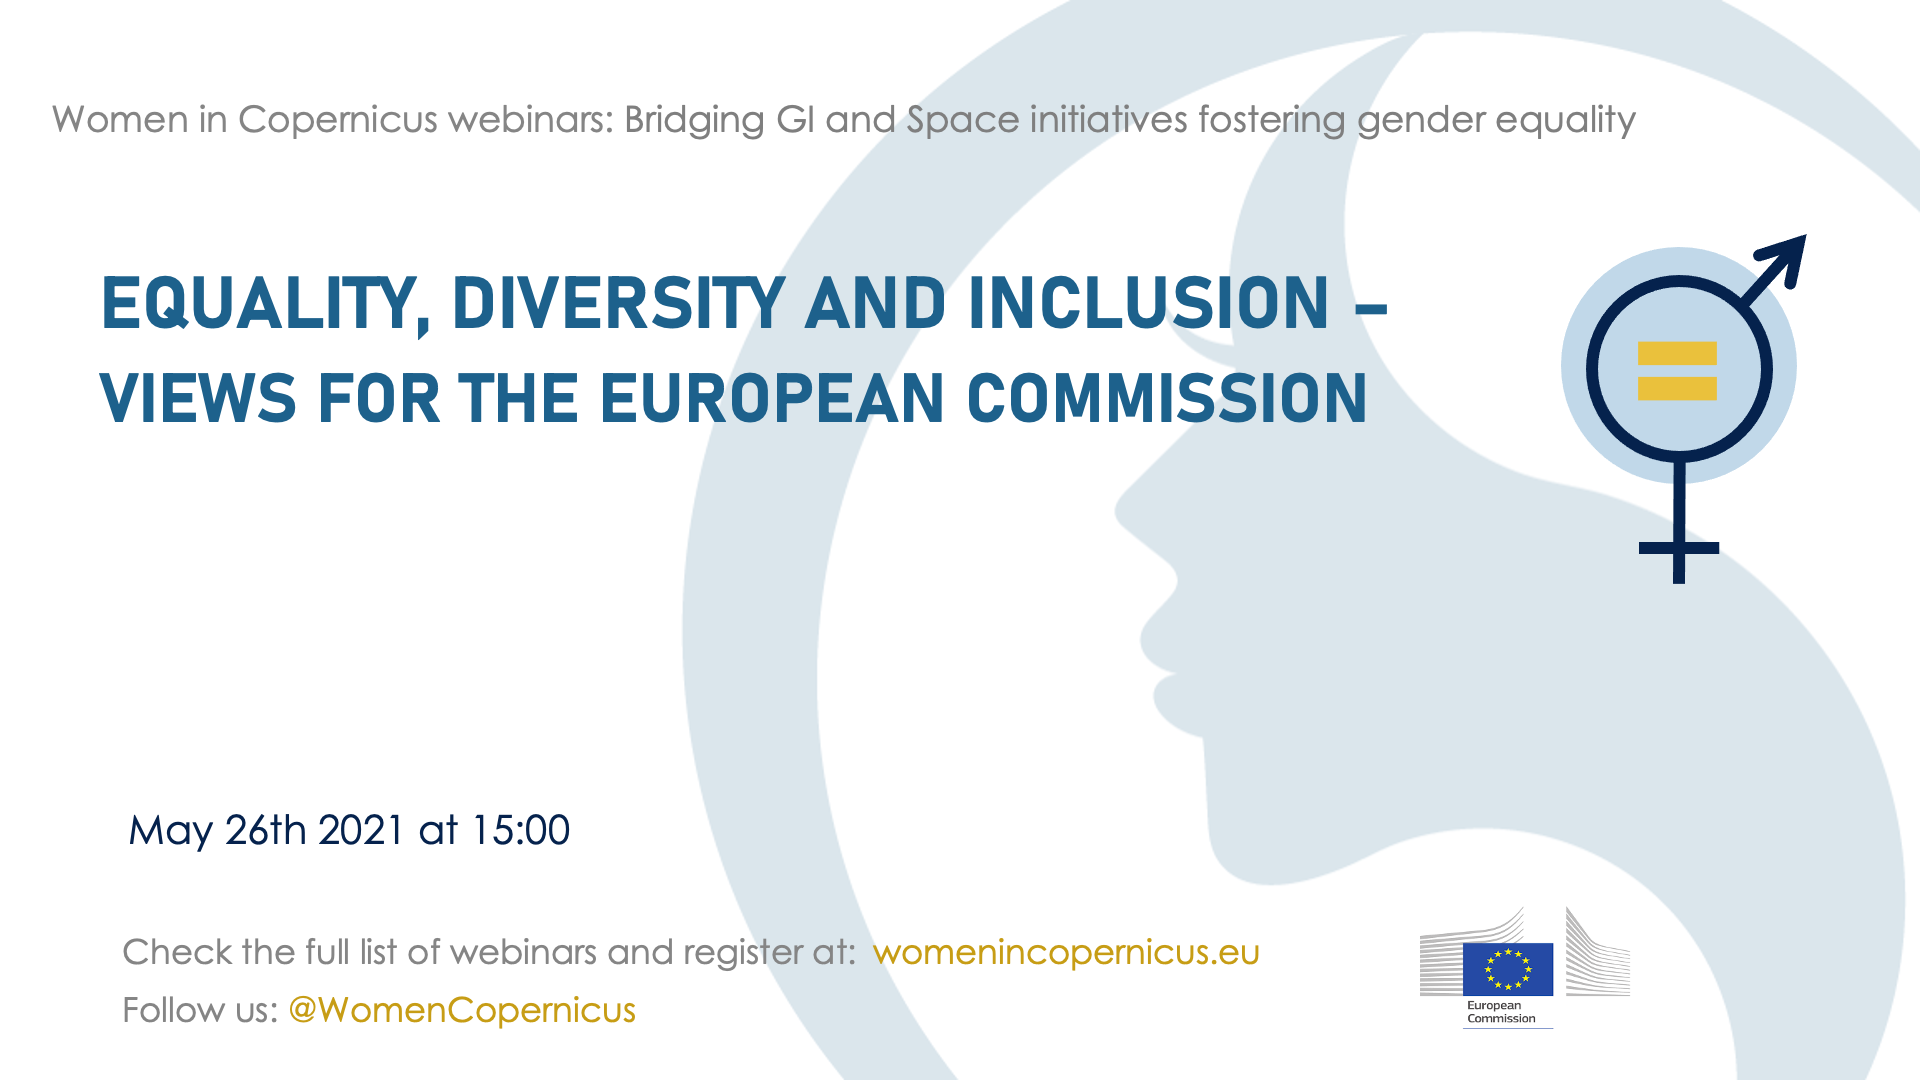 Women in Copernicus webinars: Bridging GI and Space initiatives fostering gender equality
EQUALITY, DIVERSITY AND INCLUSION –
VIEWS FOR THE EUROPEAN COMMISSION
May 26th 2021 at 15:00
Check the full list of webinars and register at: womenincopernicus.eu
Follow us: @WomenCopernicus
European
Commission